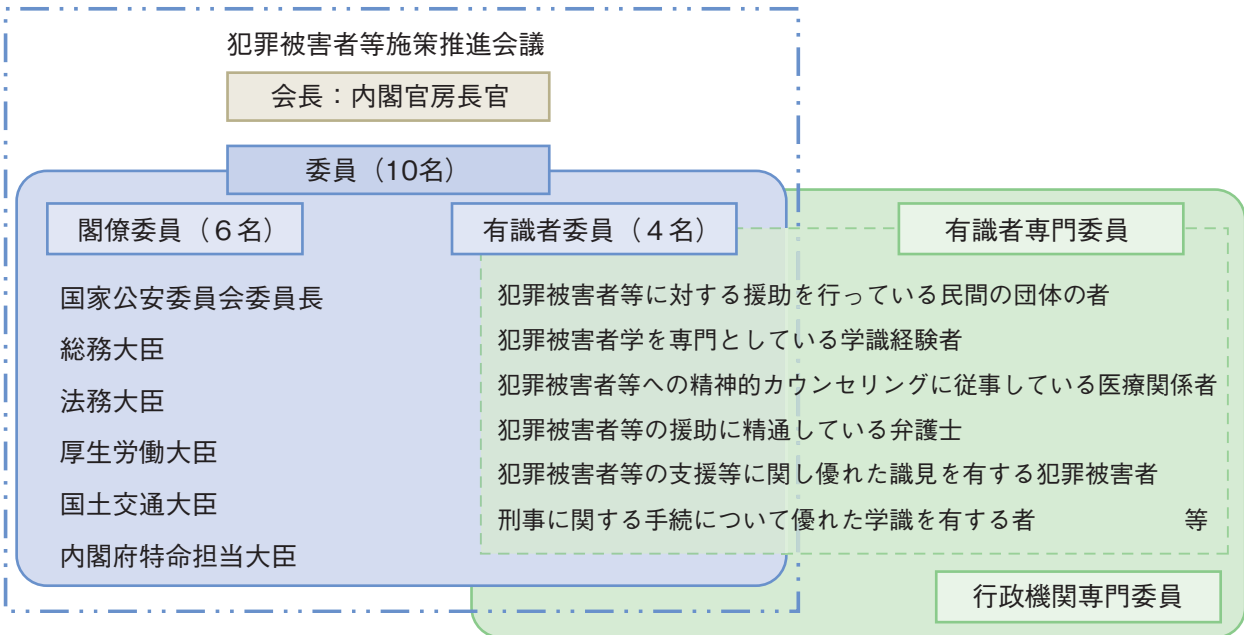 犯罪被害者等施策推進会議
会長：内閣官房長官
委員（10名）
閣僚委員（６名）
国家公安委員会委員長
総務大臣
法務大臣
厚生労働大臣
国土交通大臣
内閣府特命担当大臣
有識者委員（４名）
有識者専門委員
犯罪被害者等に対する援助を行っている民間の団体の者
犯罪被害者学を専門としている学識経験者
犯罪被害者等への精神的カウンセリングに従事している医療関係者
犯罪被害者等の援助に精通している弁護士
犯罪被害者等の支援等に関し優れた識見を有する犯罪被害者
刑事に関する手続について優れた学識を有する者　等
行政機関専門委員